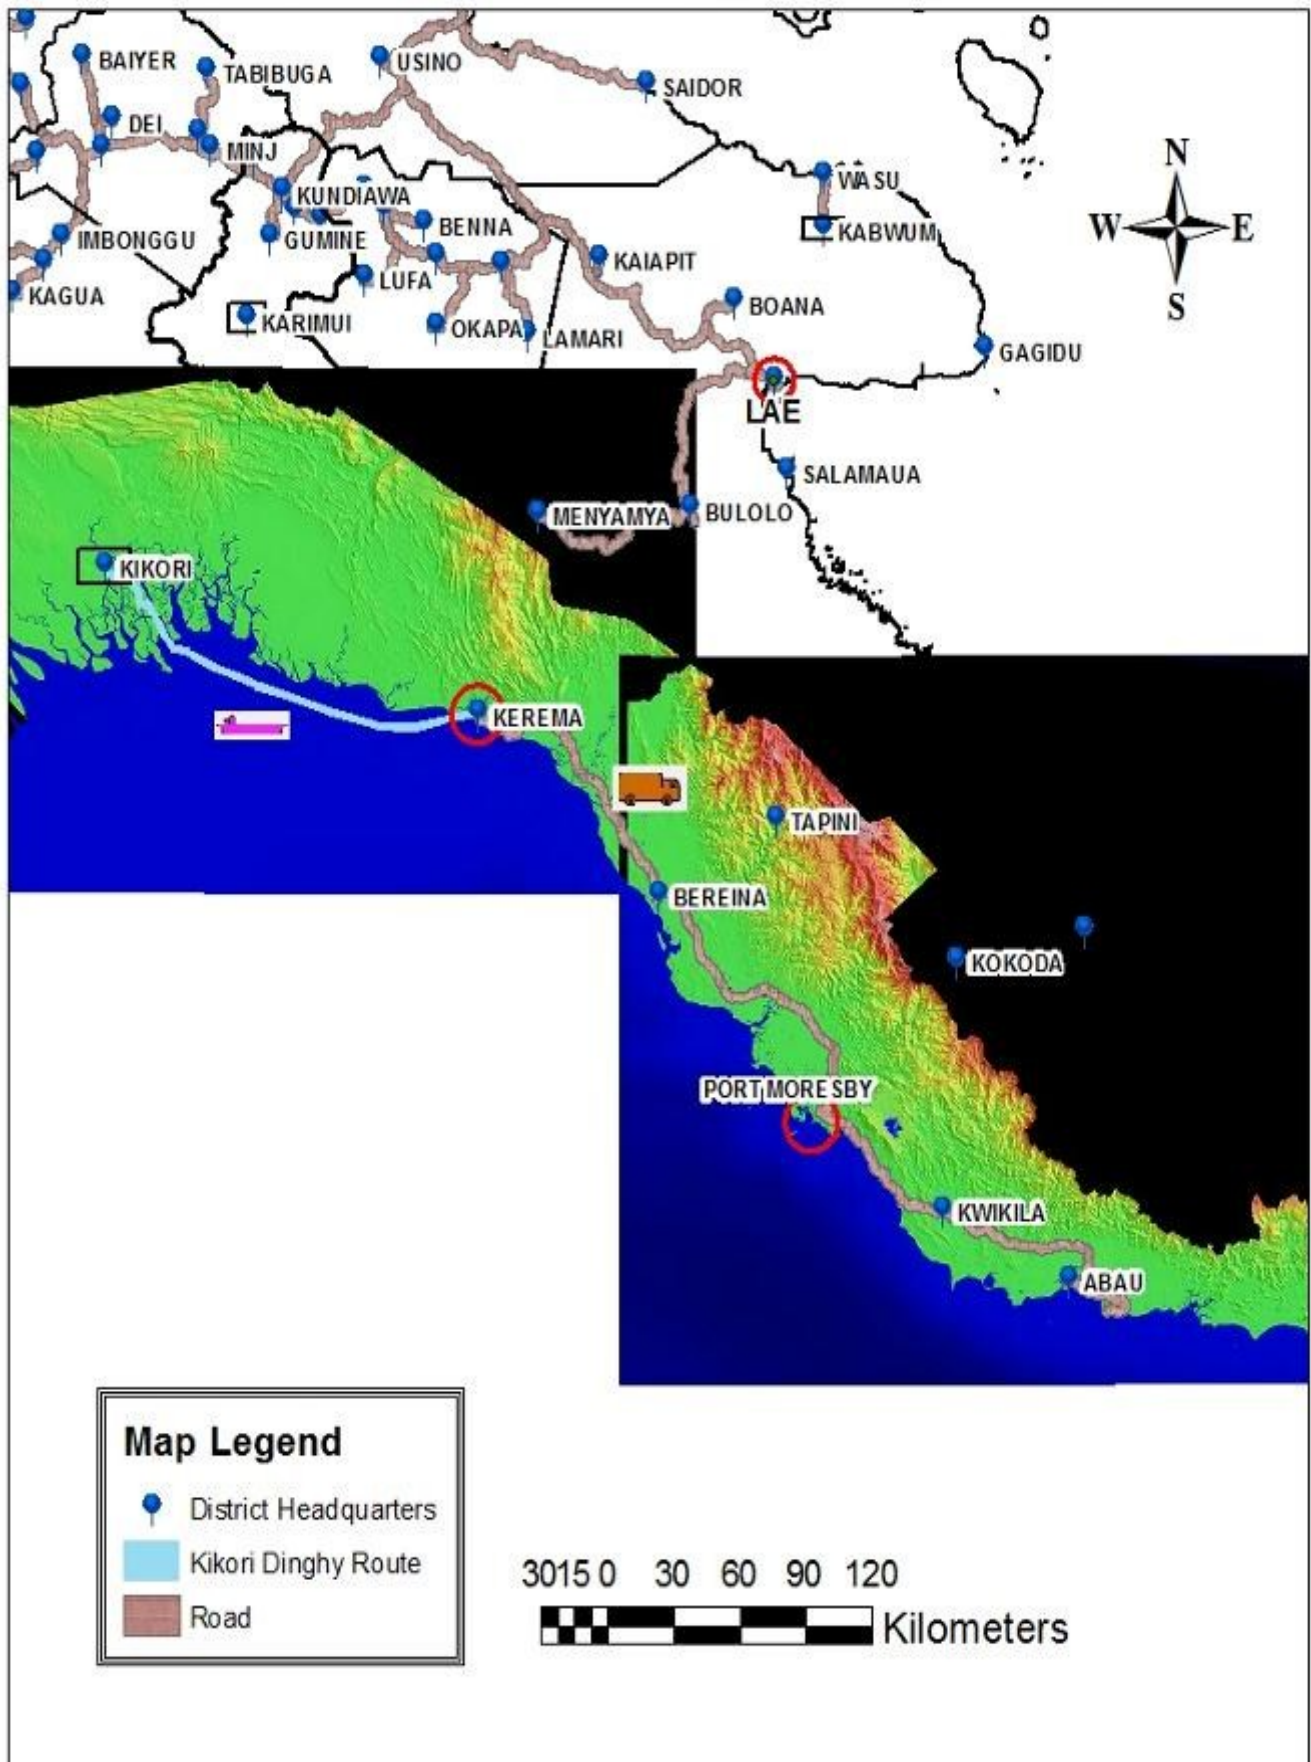 BAIYER
TABIBUGA
USINO
SAIDOR
DEI
MINJ
N
WASU
KUNDIAWA
W E
KABWUM
IMBONGGU
GUMINE
BENNA
KAIAPIT
LUFA
S
KAGUA
BOANA
KARIMUI
OKAPA
LAMARI
GAGIDU
LAE
SALAMAUA
MENYAMYA
BULOLO
KIKORI
KEREMA
TAPINI
BEREINA
KOKODA
PORT MORESBY
KWIKILA
ABAU
Map Legend
District Headquarters
Kikori Dinghy Route
Road
3015 0 30 60 90 120
Kilometers